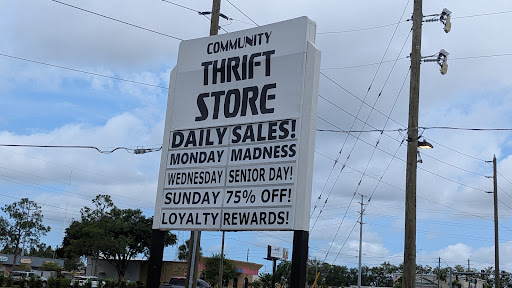 COMMUNITY
THRIFT
STORE
DAILY SALES!
MONDAY MADNESS
WEDNESDAY SENIOR DAY!
SUNDAY 75% OFF!
LOYALTY REWARDS!